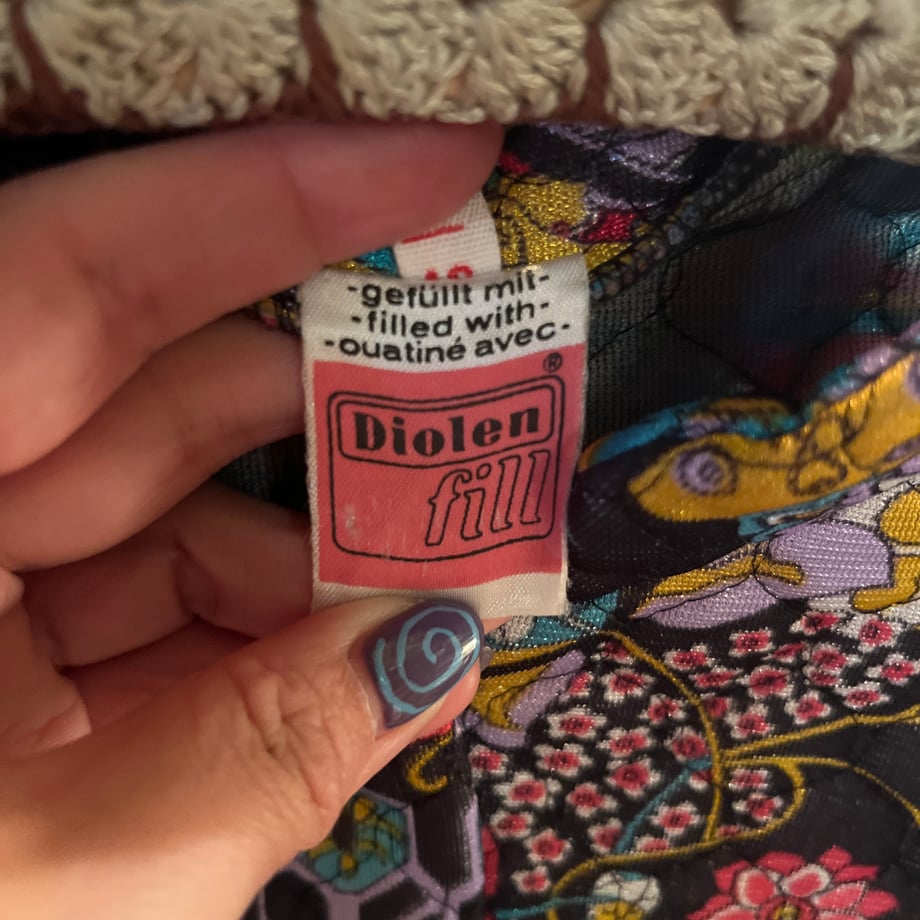 -gefüllt mit-
-filled with-
-ouatiné avec-
®
Diolen
fill